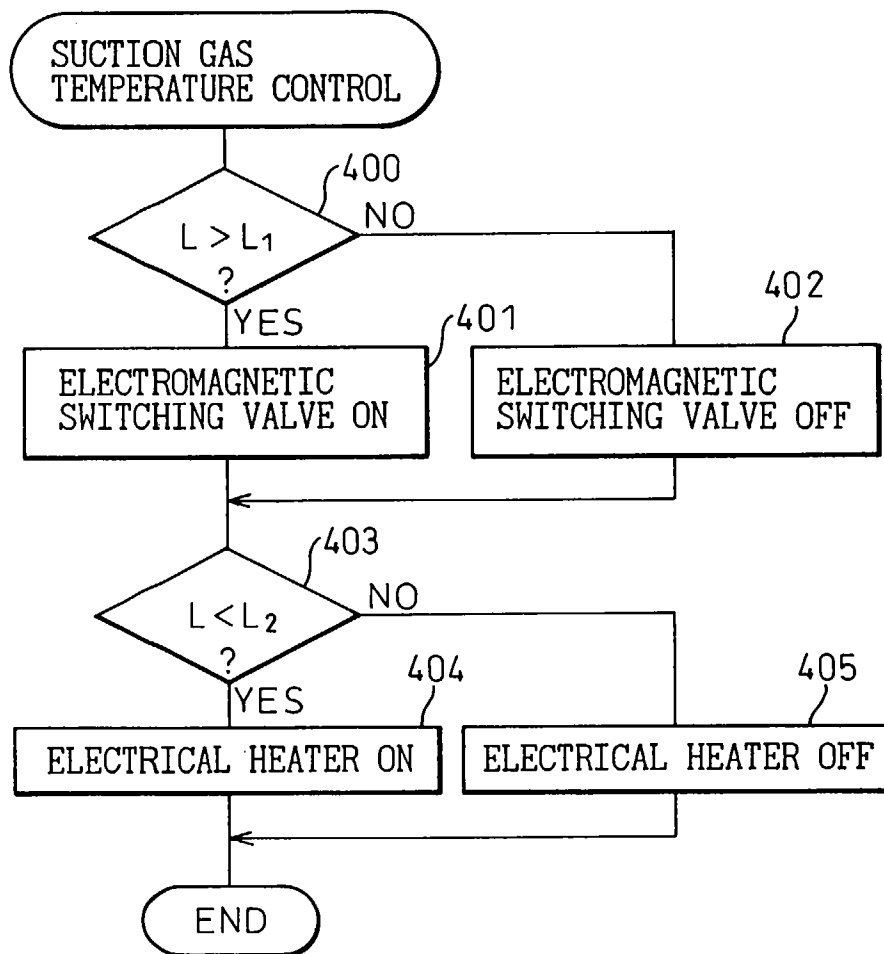 SUCTION GAS
TEMPERATURE CONTROL
400
L > L1
?
NO
YES
401
402
ELECTROMAGNETIC
SWITCHING VALVE ON
ELECTROMAGNETIC
SWITCHING VALVE OFF
403
L < L2
?
NO
YES
404
405
ELECTRICAL HEATER ON
ELECTRICAL HEATER OFF
END